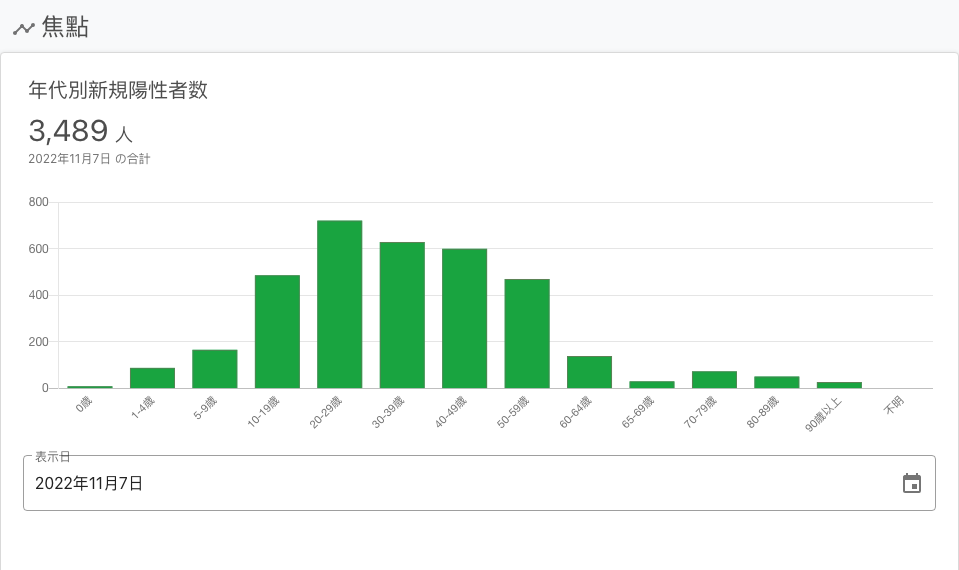 焦點
年代別新規陽性者数
3,489 人
2022年11月7日 の合計
800
600
400
200
0
0歳
1-4歳
5-9歳
10-19歳
20-29歳
30-39歳
40-49歳
50-59歳
60-64歳
65-69歳
70-79歳
80-89歳
90歳以上
不明
表示日
2022年11月7日